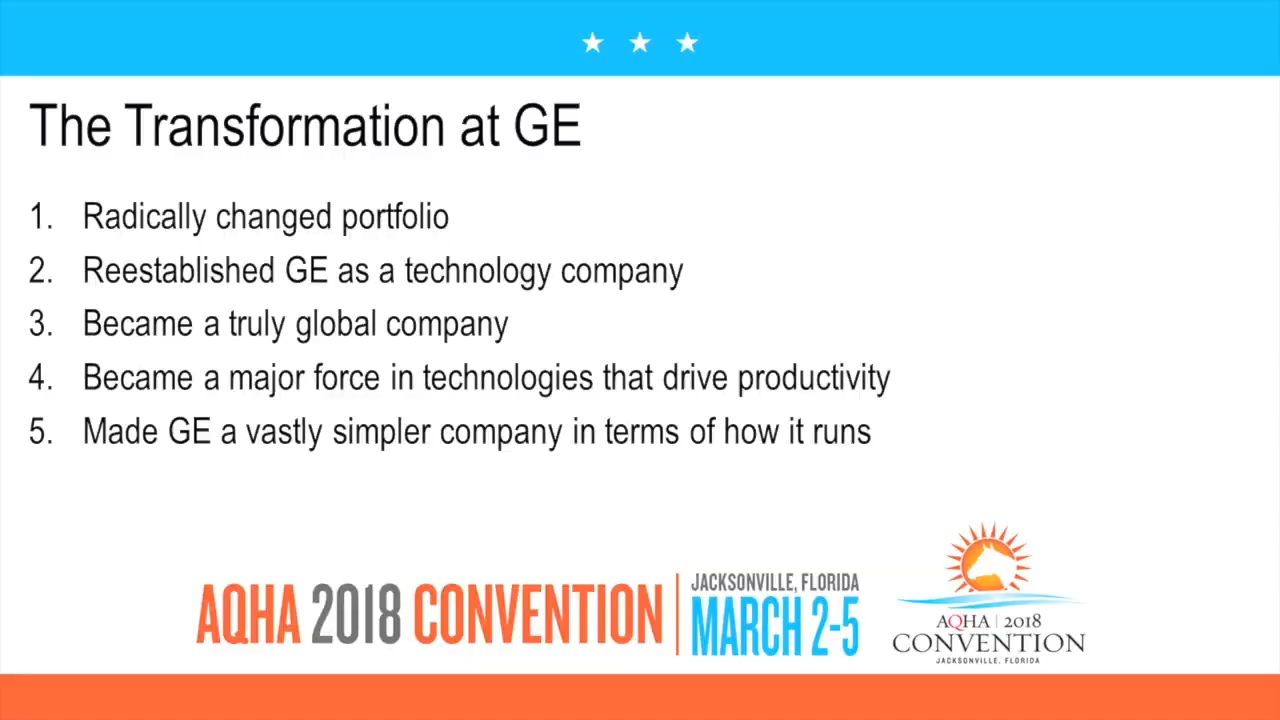 The Transformation at GE
1. Radically changed portfolio
2. Reestablished GE as a technology company
3. Became a truly global company
4. Became a major force in technologies that drive productivity
5. Made GE a vastly simpler company in terms of how it runs
AQHA 2018 CONVENTION
JACKSONVILLE, FLORIDA
MARCH 2-5
AQHA | 2018
CONVENTION
JACKSONVILLE, FLORIDA